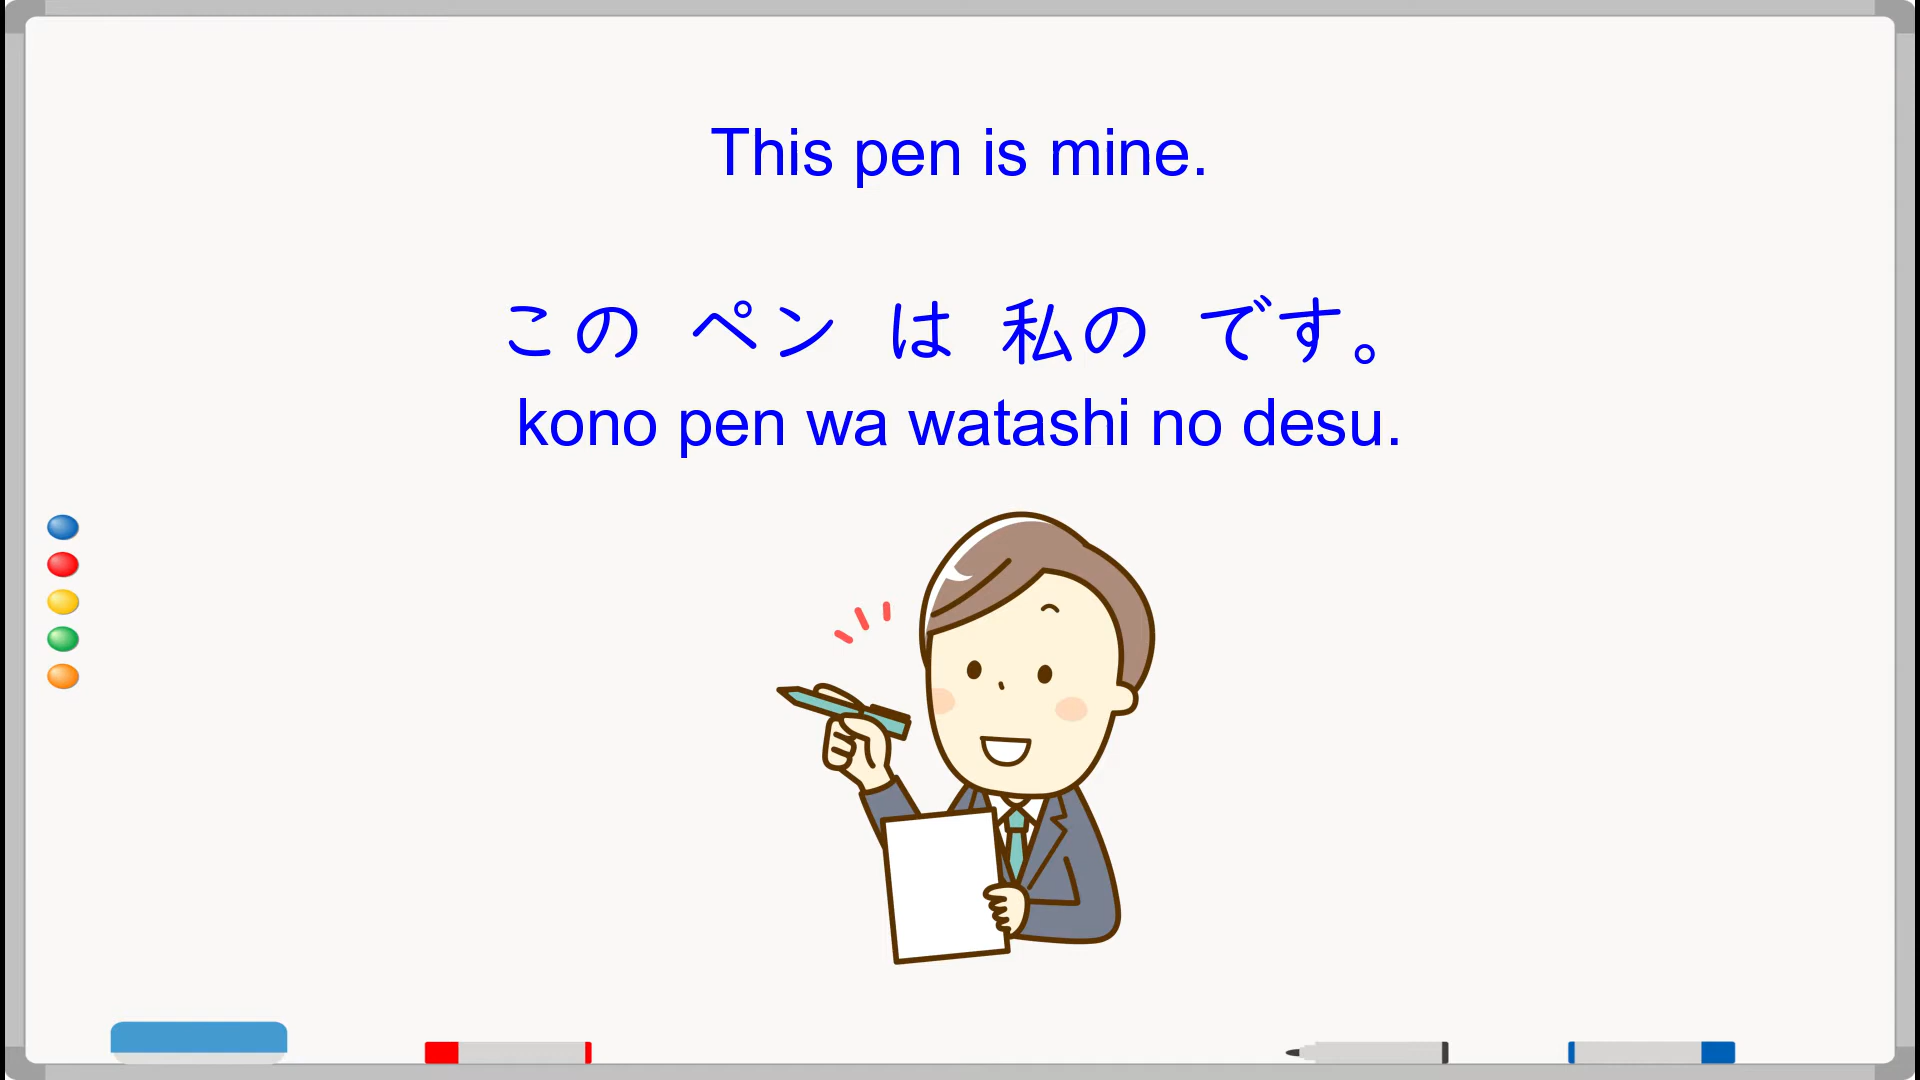 This pen is mine.
この ペン は 私の です。
kono pen wa watashi no desu.